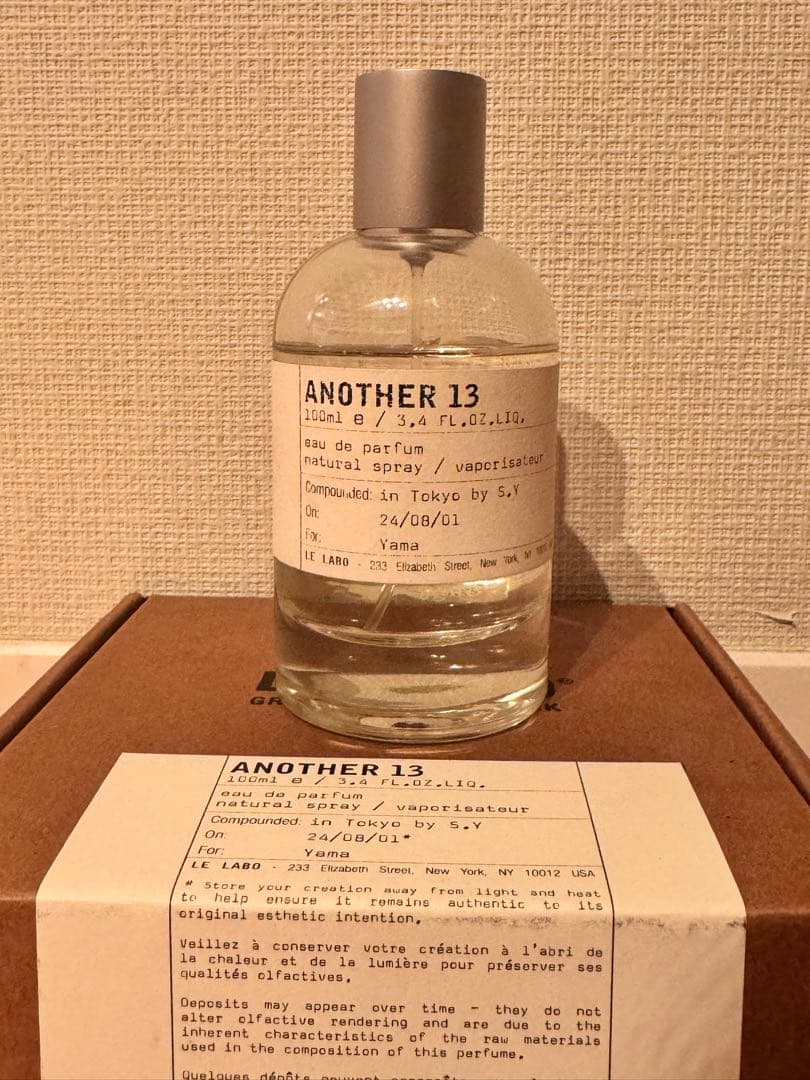 ANOTHER 13
100ml e / 3.4 FL.OZ.LIQ.
eau de parfum
natural spray / vaporisateur
Compounded: in Tokyo by S.Y
On: 24/08/01
For: Yama
LE LABO - 233 Elizabeth Street, New York, NY
ANOTHER 13
100ml e / 3.4 FL.OZ.LIQ.
eau de parfum
natural spray / vaporisateur
Compounded: in Tokyo by S.Y
On: 24/08/01*
For: Yama
LE LABO - 233 Elizabeth Street, New York, NY 10012 USA
* Store your creation away from light and heat
to help ensure it remains authentic to its
original esthetic intention.
Veillez à conserver votre création à l'abri de
la chaleur et de la lumière pour préserver ses
qualités olfactives.
Deposits may appear over time - they do not
alter olfactive rendering and are due to the
inherent characteristics of the raw materials
used in the composition of this perfume.
Quelques dépôts peuvent